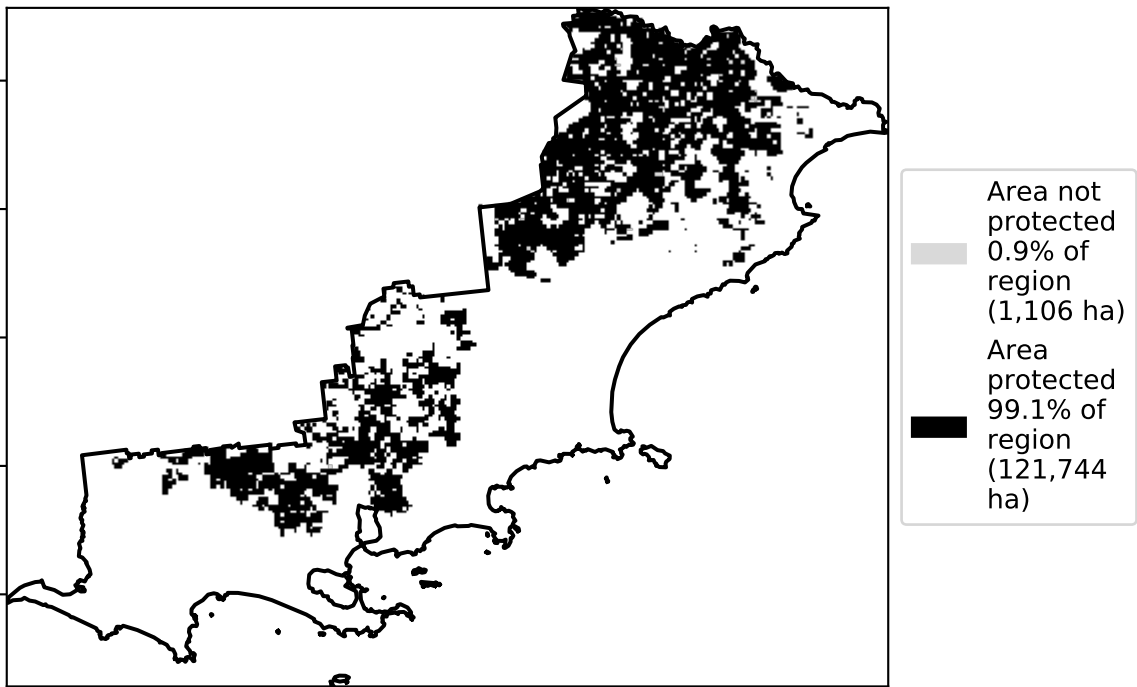 Area not
protected
0.9% of
region
(1,106 ha)
Area
protected
99.1% of
region
(121,744
ha)